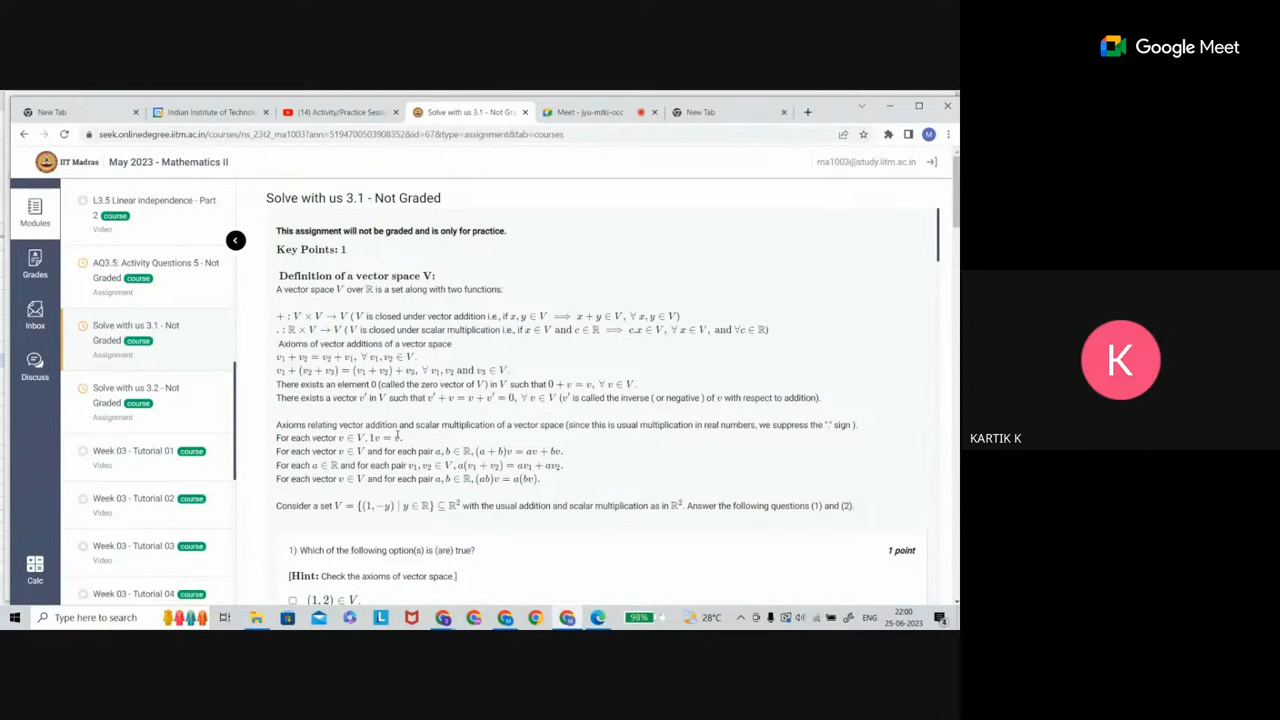 Google Meet
New Tab
Indian Institute of Technol
(14) Activity/Practice Sessi
Solve with us 3.1 - Not Gra
Meet - jyu-mtki-occ
New Tab
seek.onlinedegree.iitm.ac.in/courses/ns_23t2_ma1003?ann=5194700503908352&id=67&type=assignment&tab=courses
IIT Madras
May 2023 - Mathematics II
ma1003@study.iitm.ac.in
Modules
Grades
Inbox
Discuss
Calc
L3.5 Linear independence - Part
2 course
Video
AQ3.5: Activity Questions 5 - Not
Graded course
Assignment
Solve with us 3.1 - Not
Graded course
Assignment
Solve with us 3.2 - Not
Graded course
Assignment
Week 03 - Tutorial 01 course
Video
Week 03 - Tutorial 02 course
Video
Week 03 - Tutorial 03 course
Video
Week 03 - Tutorial 04 course
Solve with us 3.1 - Not Graded
This assignment will not be graded and is only for practice.
Key Points: 1
Definition of a vector space V:
A vector space V over ℝ is a set along with two functions:
+ : V × V → V ( V is closed under vector addition i.e., if x, y ∈ V ⟹ x + y ∈ V, ∀ x, y ∈ V)
. : ℝ × V → V ( V is closed under scalar multiplication i.e., if x ∈ V and c ∈ ℝ ⟹ c.x ∈ V, ∀ x ∈ V, and ∀c ∈ ℝ )
Axioms of vector additions of a vector space
v₁ + v₂ = v₂ + v₁, ∀ v₁, v₂ ∈ V.
v₁ + (v₂ + v₃) = (v₁ + v₂) + v₃, ∀ v₁, v₂ and v₃ ∈ V.
There exists an element 0 (called the zero vector of V) in V such that 0 + v = v, ∀ v ∈ V.
There exists a vector v′ in V such that v′ + v = v + v′ = 0, ∀ v ∈ V (v′ is called the inverse ( or negative ) of v with respect to addition).
Axioms relating vector addition and scalar multiplication of a vector space (since this is usual multiplication in real numbers, we suppress the '.' sign ).
For each vector v ∈ V, 1v = v.
For each vector v ∈ V and for each pair a, b ∈ ℝ, (a + b)v = av + bv.
For each a ∈ ℝ and for each pair v₁, v₂ ∈ V, a(v₁ + v₂) = av₁ + av₂.
For each vector v ∈ V and for each pair a, b ∈ ℝ, (ab)v = a(bv).
Consider a set V = {(1, −y) | y ∈ ℝ} ⊆ ℝ² with the usual addition and scalar multiplication as in ℝ². Answer the following questions (1) and (2).
1) Which of the following option(s) is (are) true?
1 point
[Hint: Check the axioms of vector space.]
(1, 2) ∈ V.
Type here to search
98%
28°C
ENG
22:00
25-06-2023
K
KARTIK K